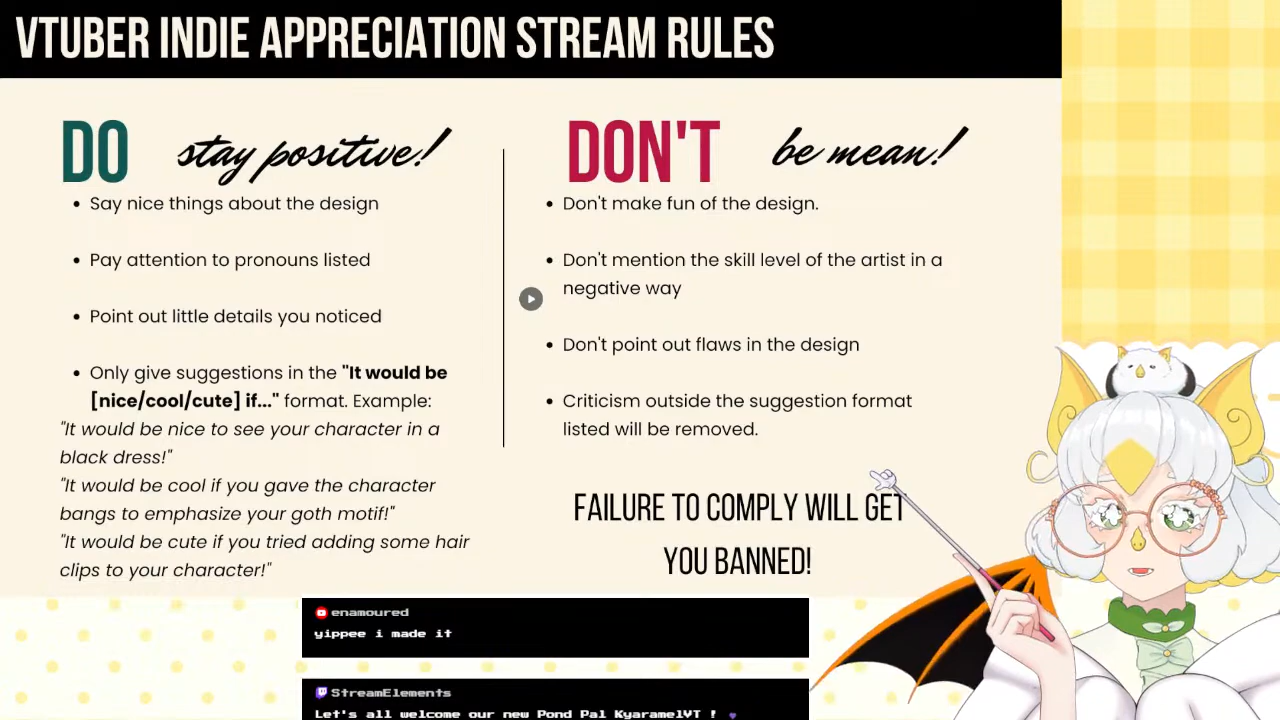 VTUBER INDIE APPRECIATION STREAM RULES
DO stay positive!
Say nice things about the design
Pay attention to pronouns listed
Point out little details you noticed
Only give suggestions in the "It would be
[nice/cool/cute] if..." format. Example:
"It would be nice to see your character in a
black dress!"
"It would be cool if you gave the character
bangs to emphasize your goth motif!"
"It would be cute if you tried adding some hair
clips to your character!"
DON'T be mean!
Don't make fun of the design.
Don't mention the skill level of the artist in a
negative way
Don't point out flaws in the design
Criticism outside the suggestion format
listed will be removed.
FAILURE TO COMPLY WILL GET
YOU BANNED!
enamoured
yippee i made it
StreamElements
Let's all welcome our new Pond Pal KyaramelVT !